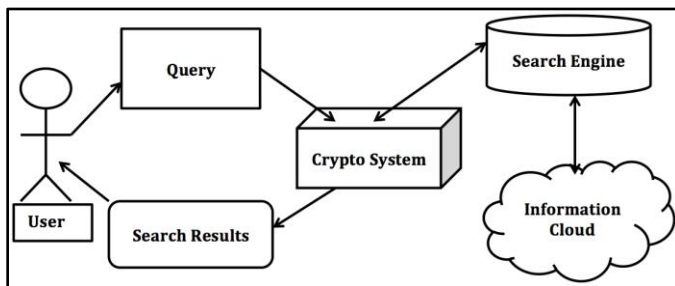 Query
Search Engine
Crypto System
User
Search Results
Information
Cloud